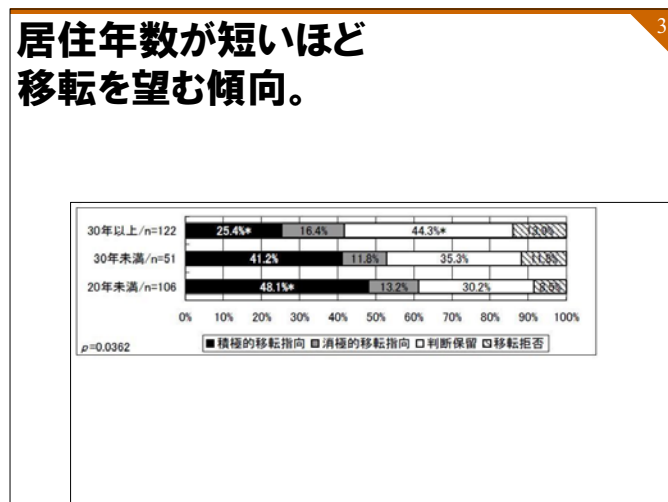 3
居住年数が短いほど
移転を望む傾向。
30年以上/n=122 25.4%* 16.4% 44.3%*
30年未満/n=51 41.2% 11.8% 35.3% 11.8%
20年未満/n=106 48.1%* 13.2% 30.2% 8.5%
0% 10% 20% 30% 40% 50% 60% 70% 80% 90% 100%
p=0.0362 ■積極的移転指向 ■消極的移転指向 □判断保留 □移転拒否